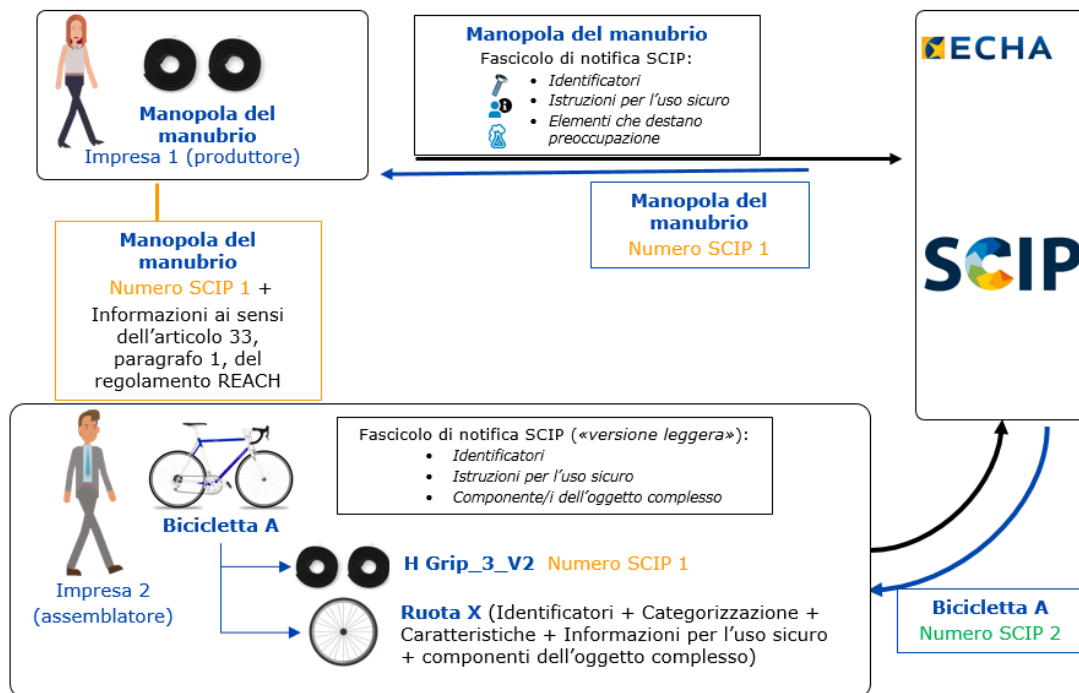 Manopola del
manubrio
Impresa 1 (produttore)
Manopola del manubrio
Fascicolo di notifica SCIP:
• Identificatori
• Istruzioni per l'uso sicuro
• Elementi che destano
preoccupazione
ECHA
SCIP
Manopola del
manubrio
Numero SCIP 1
Manopola del
manubrio
Numero SCIP 1 +
Informazioni ai sensi
dell'articolo 33,
paragrafo 1, del
regolamento REACH
Fascicolo di notifica SCIP («versione leggera»):
• Identificatori
• Istruzioni per l'uso sicuro
• Componente/i dell'oggetto complesso
Bicicletta A
Impresa 2
(assemblatore)
H Grip_3_V2 Numero SCIP 1
Ruota X (Identificatori + Categorizzazione +
Caratteristiche + Informazioni per l'uso sicuro
+ componenti dell'oggetto complesso)
Bicicletta A
Numero SCIP 2